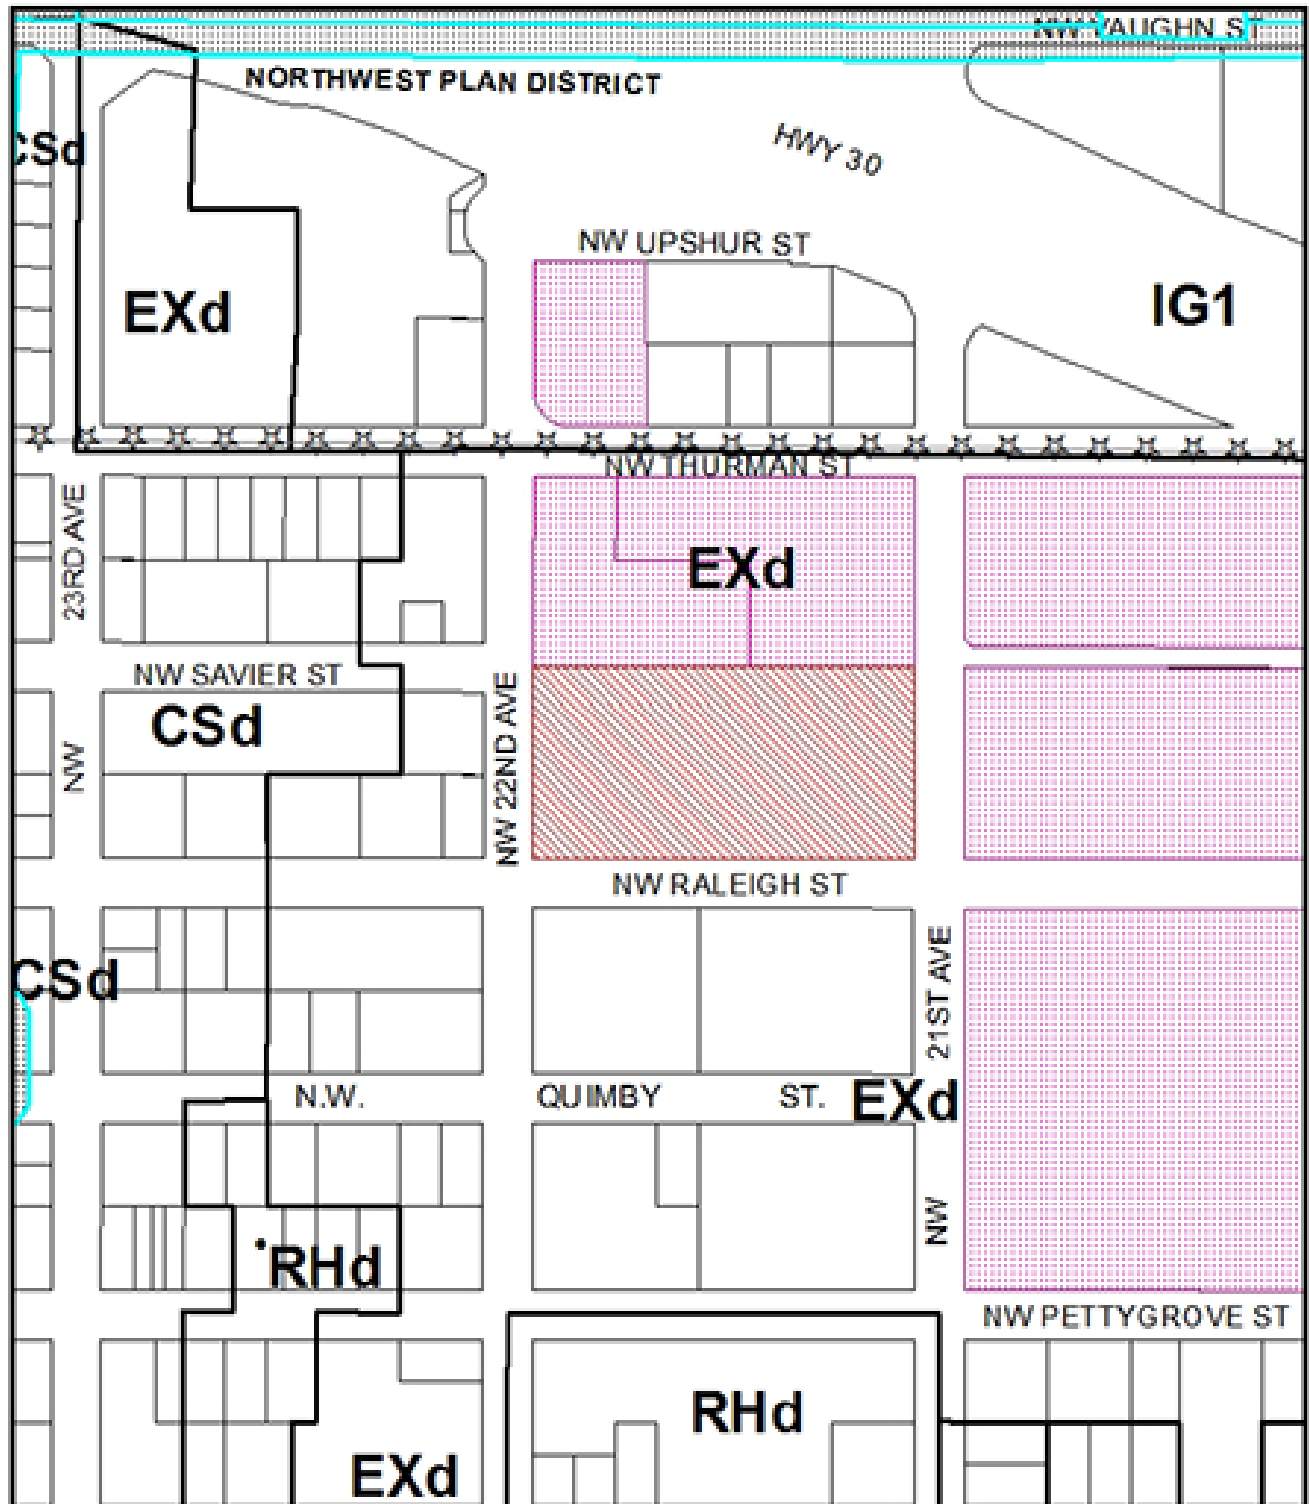 NW VAUGHN ST
NORTHWEST PLAN DISTRICT
CSd
HWY 30
NW UPSHUR ST
EXd
IG1
NW THURMAN ST
23RD AVE
EXd
NW SAVIER ST
CSd
NW
NW 22ND AVE
NW RALEIGH ST
21ST AVE
CSd
N.W. QUIMBY ST.
EXd
NW
RHd
NW PETTYGROVE ST
RHd
EXd